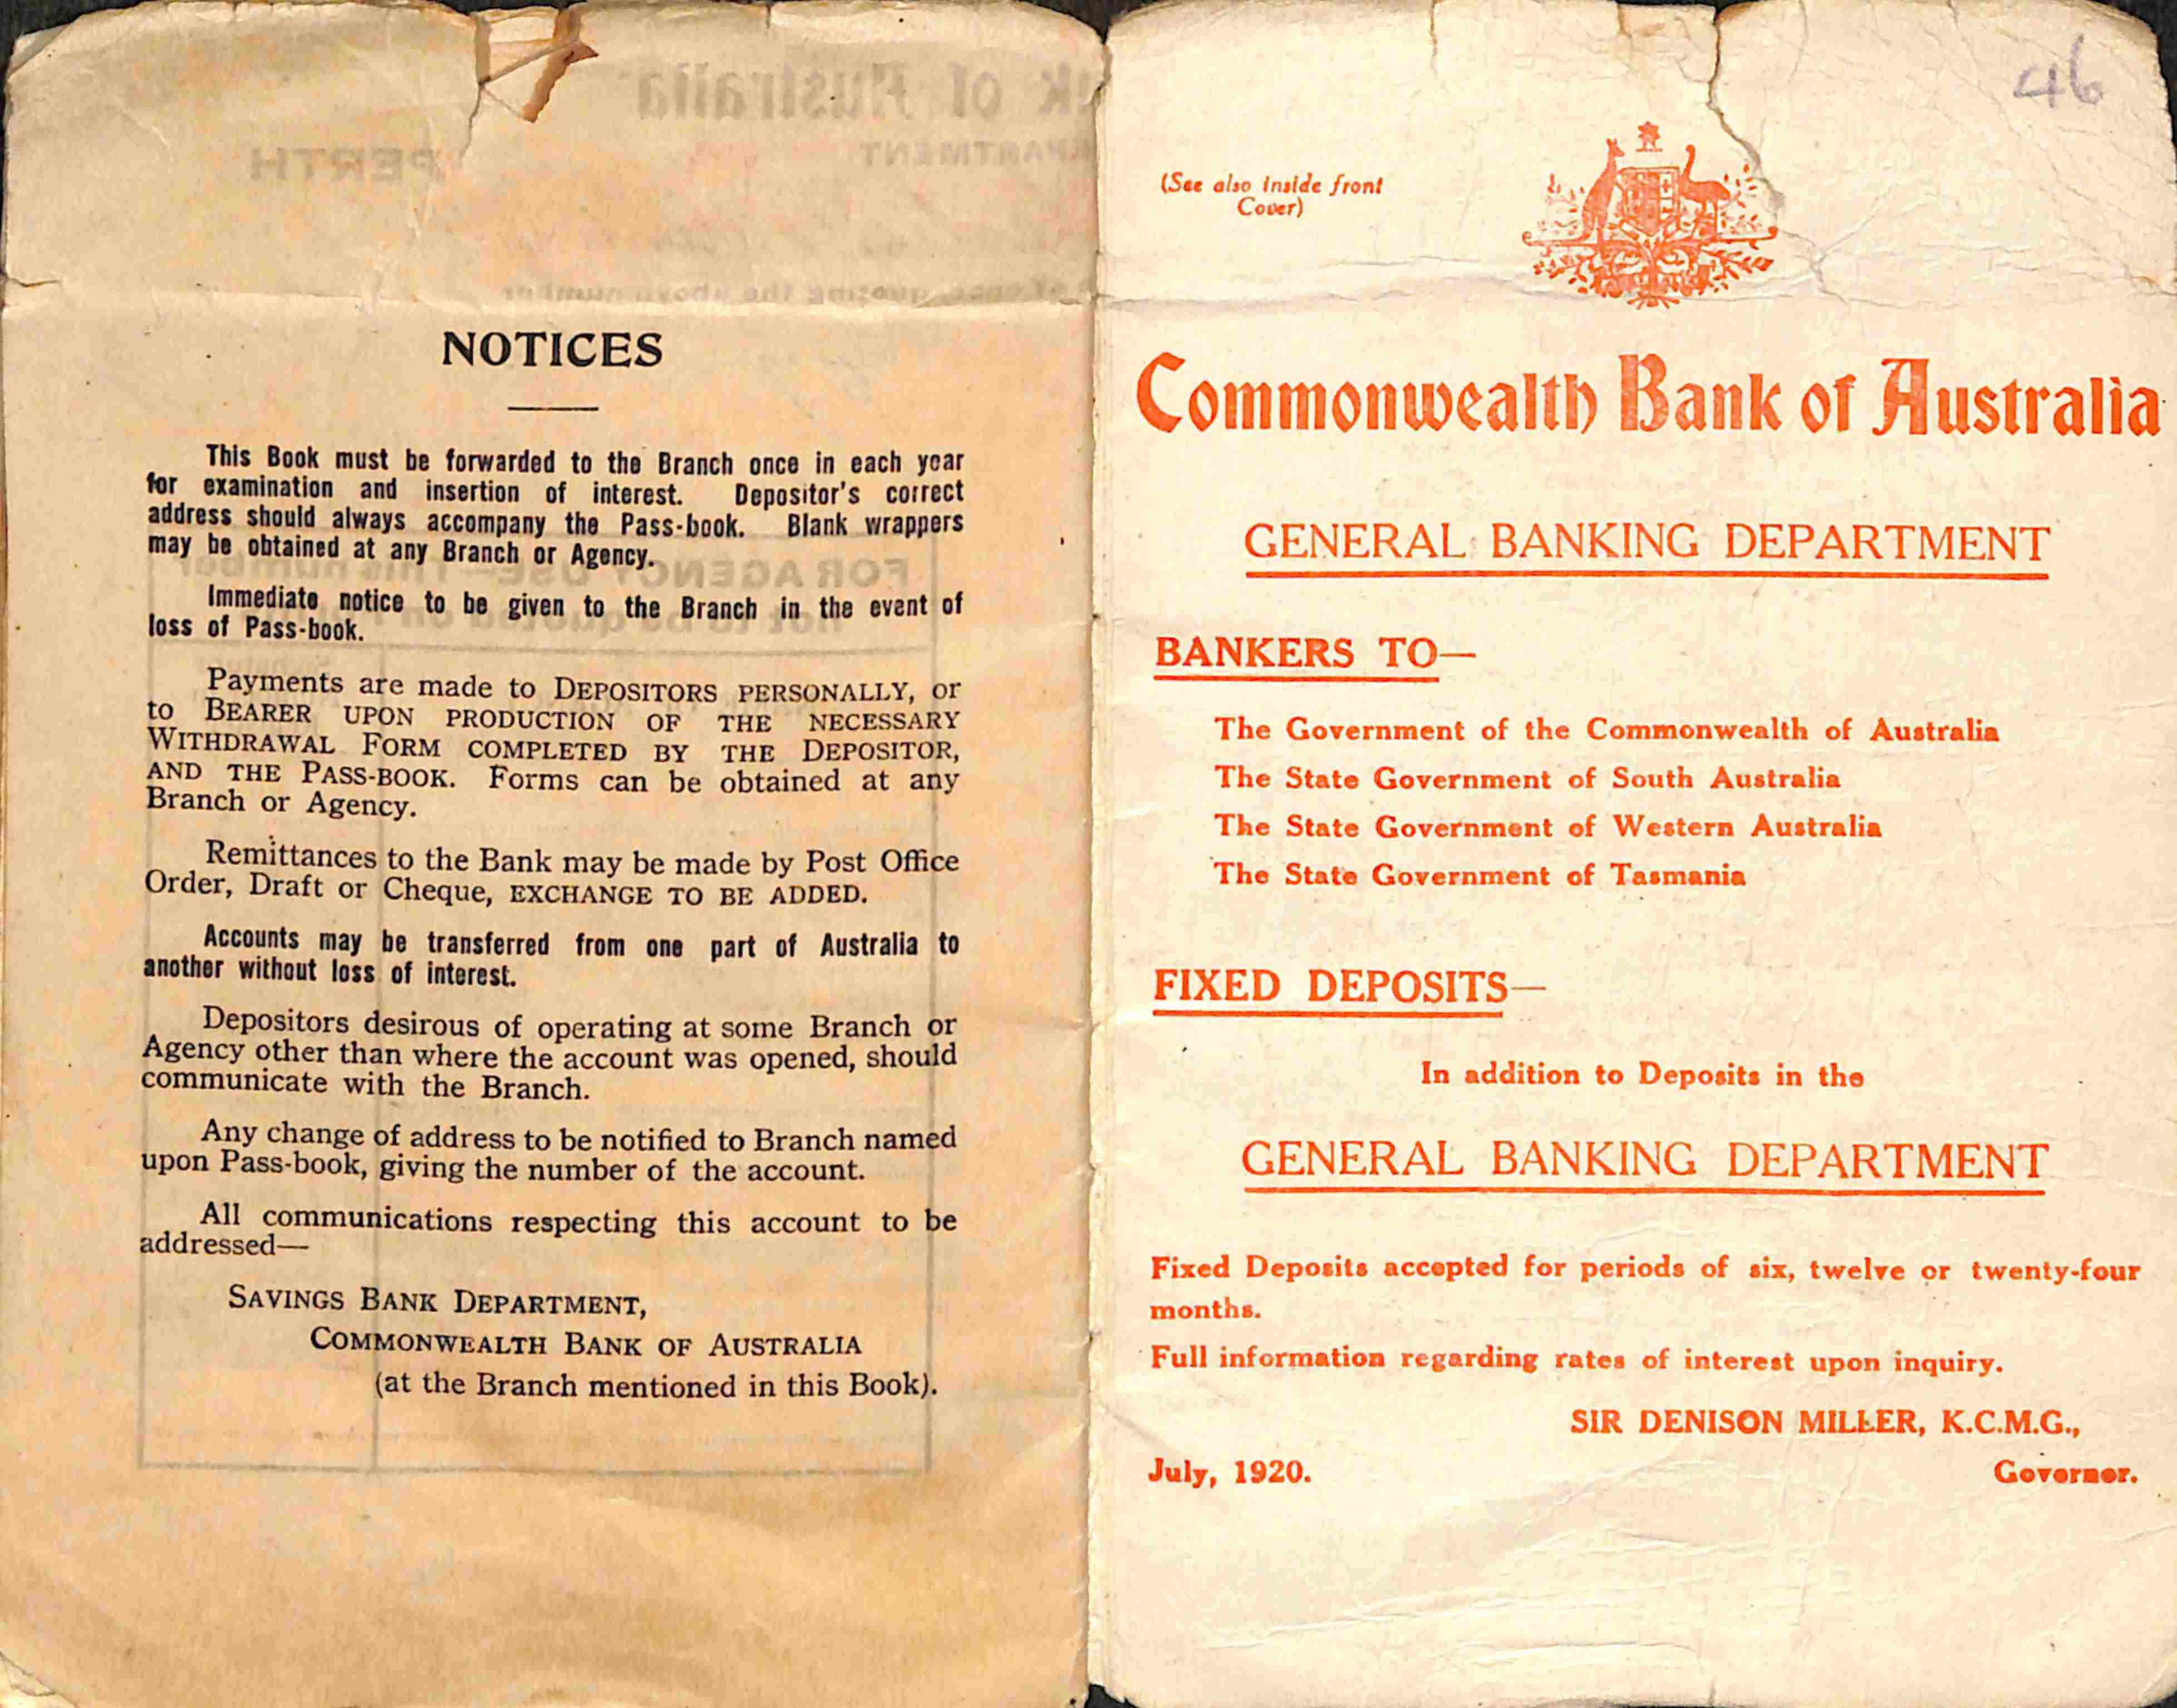 NOTICES
This Book must be forwarded to the Branch once in each year
for examination and insertion of interest. Depositor's correct
address should always accompany the Pass-book. Blank wrappers
may be obtained at any Branch or Agency.
Immediate notice to be given to the Branch in the event of
loss of Pass-book.
Payments are made to DEPOSITORS PERSONALLY, or
to BEARER UPON PRODUCTION OF THE NECESSARY
WITHDRAWAL FORM COMPLETED BY THE DEPOSITOR,
AND THE PASS-BOOK. Forms can be obtained at any
Branch or Agency.
Remittances to the Bank may be made by Post Office
Order, Draft or Cheque, EXCHANGE TO BE ADDED.
Accounts may be transferred from one part of Australia to
another without loss of interest.
Depositors desirous of operating at some Branch or
Agency other than where the account was opened, should
communicate with the Branch.
Any change of address to be notified to Branch named
upon Pass-book, giving the number of the account.
All communications respecting this account to be
addressed—
SAVINGS BANK DEPARTMENT,
COMMONWEALTH BANK OF AUSTRALIA
(at the Branch mentioned in this Book).
46
(See also inside front
Cover)
Commonwealth Bank of Australia
GENERAL BANKING DEPARTMENT
BANKERS TO—
The Government of the Commonwealth of Australia
The State Government of South Australia
The State Government of Western Australia
The State Government of Tasmania
FIXED DEPOSITS—
In addition to Deposits in the
GENERAL BANKING DEPARTMENT
Fixed Deposits accepted for periods of six, twelve or twenty-four
months.
Full information regarding rates of interest upon inquiry.
SIR DENISON MILLER, K.C.M.G.,
July, 1920. Governor.